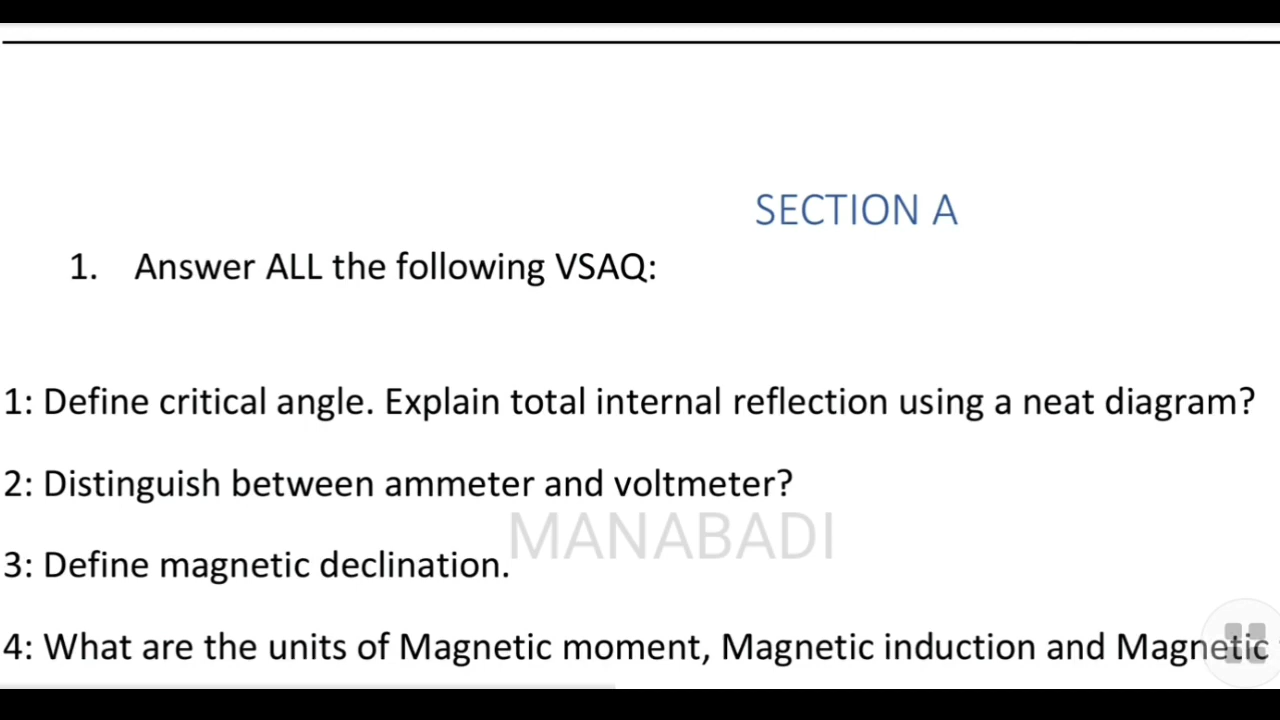 SECTION A
1. Answer ALL the following VSAQ:
1: Define critical angle. Explain total internal reflection using a neat diagram?
2: Distinguish between ammeter and voltmeter?
MANABADI
3: Define magnetic declination.
4: What are the units of Magnetic moment, Magnetic induction and Magnetic